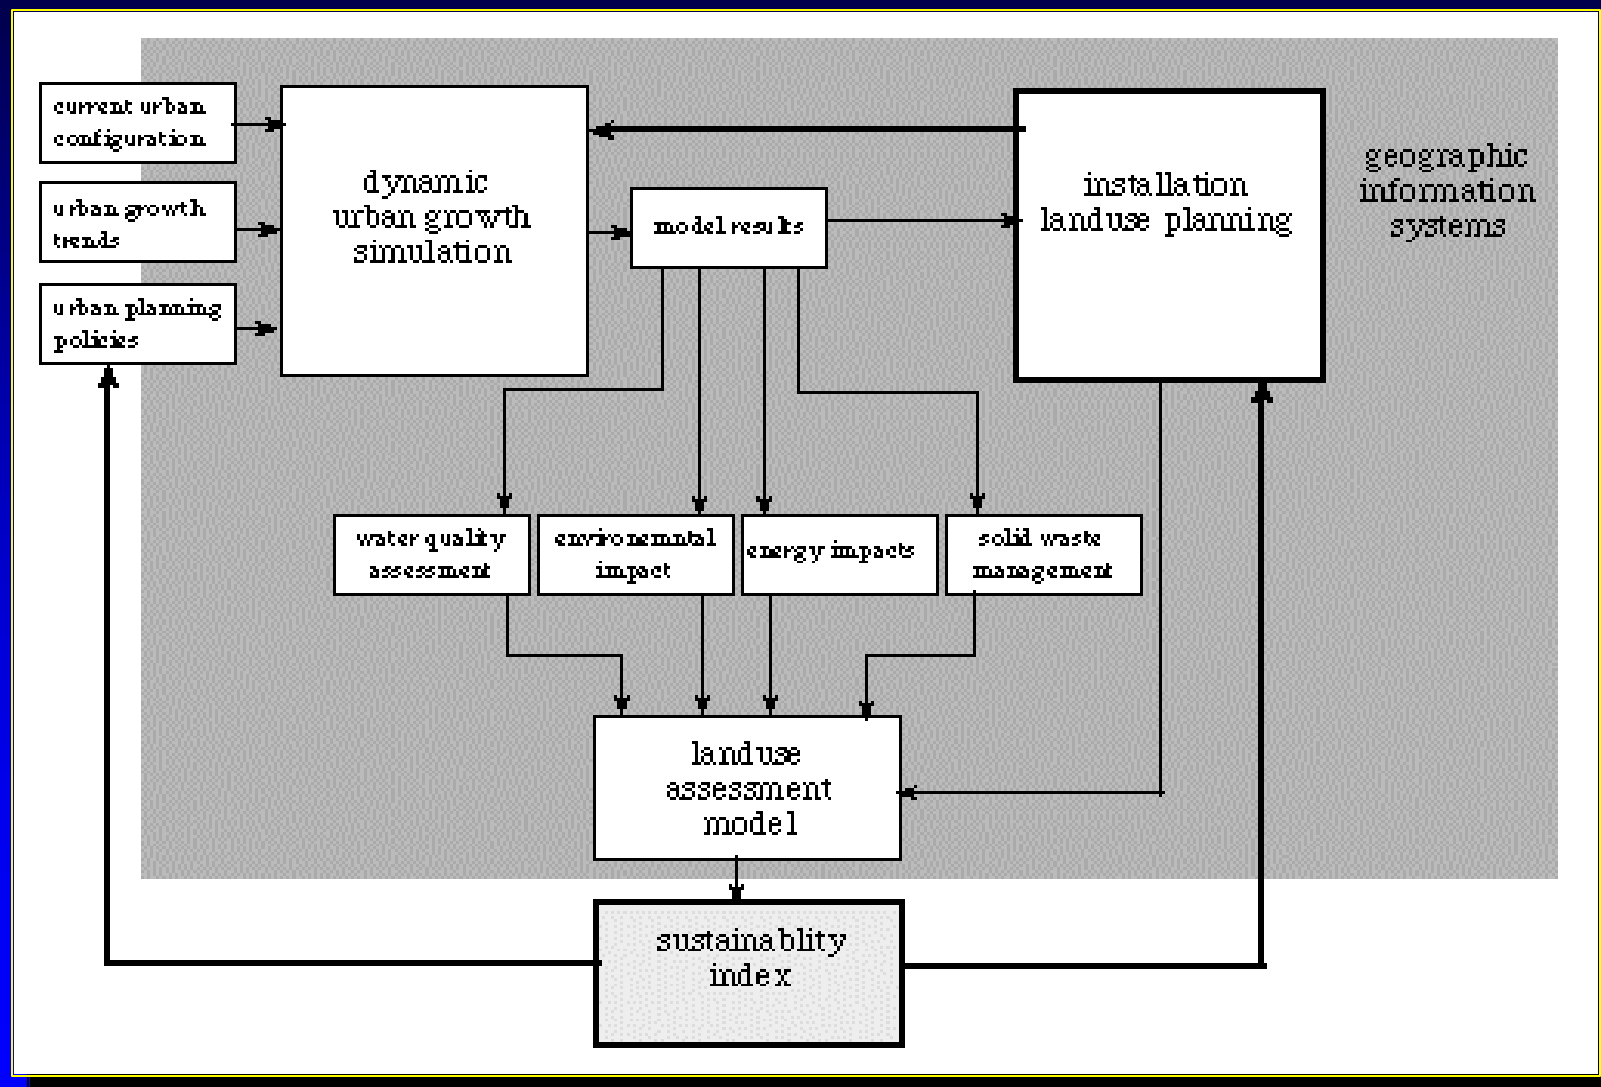 current urban
configuration
urban growth
trends
urban planning
policies
dynamic
urban growth
simulation
model results
installation
landuse planning
geographic
information
systems
water quality
assessment
environemntal
impact
energy impacts
solid waste
management
landuse
assessment
model
sustainablity
index